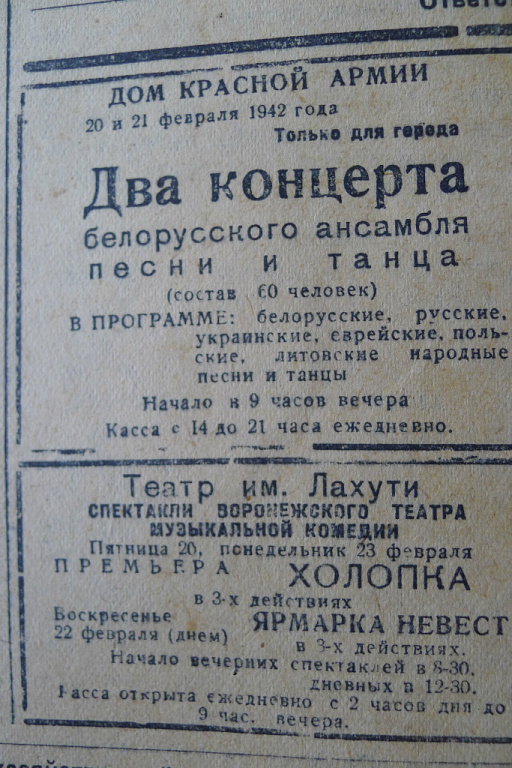 Ответс
ДОМ КРАСНОЙ АРМИИ
20 и 21 февраля 1942 года
Только для города
Два концерта
белорусского ансамбля
песни и танца
(состав 60 человек)
В ПРОГРАММЕ: белорусские, русские,
украинские, еврейские, поль-
ские, литовские народные
песни и танцы
Начало в 9 часов вечера
Касса с 14 до 21 часа ежедневно.
Театр им. Лахути
СПЕКТАКЛИ ВОРОНЕЖСКОГО ТЕАТРА
МУЗЫКАЛЬНОЙ КОМЕДИИ
Пятница 20, понедельник 23 февраля
ПРЕМЬЕРА ХОЛОПКА
в 3-х действиях
Воскресенье
22 февраля (днем) ЯРМАРКА НЕВЕСТ
в 3-х действиях.
Начало вечерних спектаклей в 8-30,
дневных в 12-30.
Касса открыта ежедневно с 2 часов дня до
9 час. вечера.